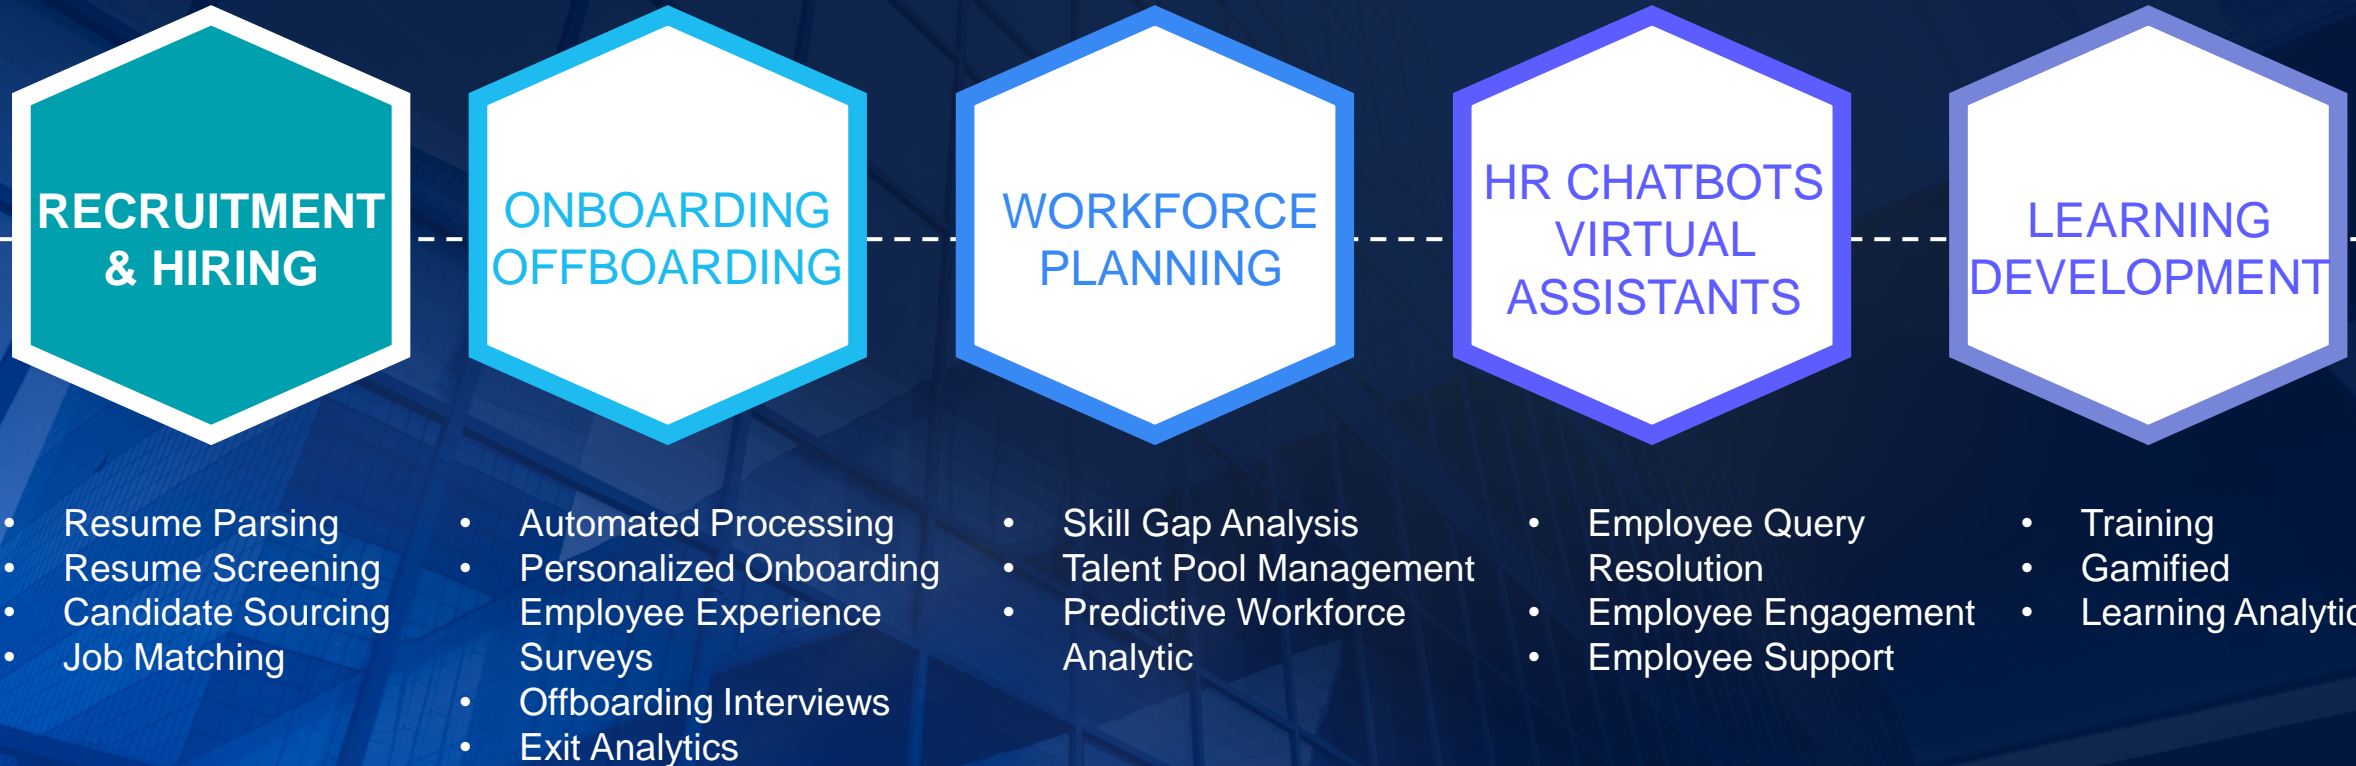 RECRUITMENT
& HIRING
ONBOARDING
OFFBOARDING
WORKFORCE
PLANNING
HR CHATBOTS
VIRTUAL
ASSISTANTS
LEARNING
DEVELOPMENT
• Resume Parsing
• Resume Screening
• Candidate Sourcing
• Job Matching
• Automated Processing
• Personalized Onboarding
Employee Experience
Surveys
• Offboarding Interviews
• Exit Analytics
• Skill Gap Analysis
• Talent Pool Management
• Predictive Workforce
Analytic
• Employee Query
Resolution
• Employee Engagement
• Employee Support
• Training
• Gamified
• Learning Analytic